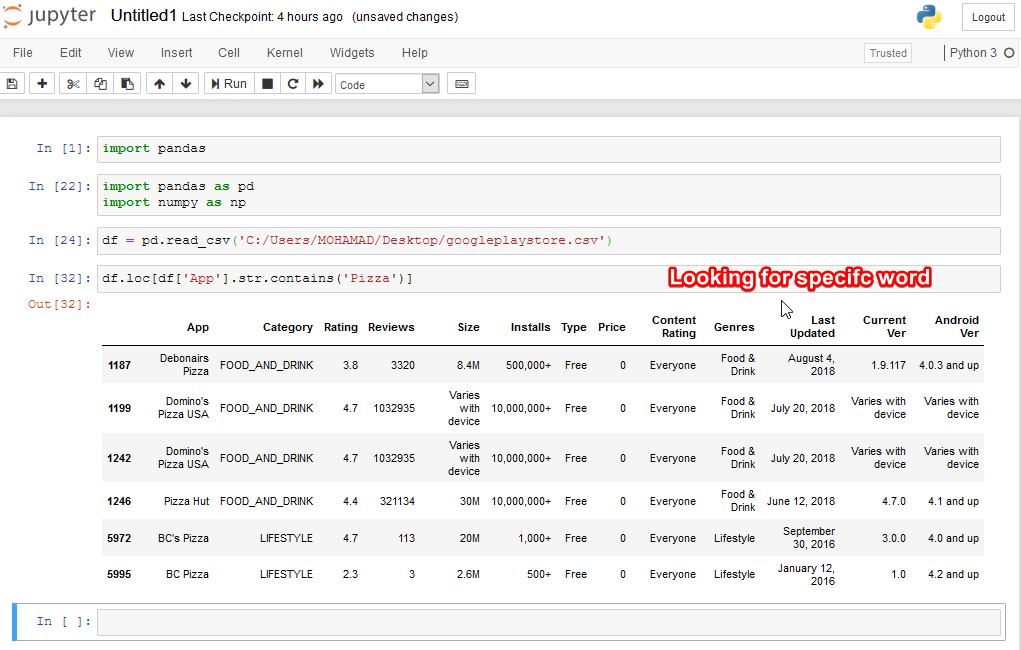 jupyter Untitled1 Last Checkpoint: 4 hours ago (unsaved changes) Logout
File Edit View Insert Cell Kernel Widgets Help Trusted Python 3
Run Code
In [1]: import pandas
In [22]: import pandas as pd
import numpy as np
In [24]: df = pd.read_csv('C:/Users/MOHAMAD/Desktop/googleplaystore.csv')
In [32]: df.loc[df['App'].str.contains('Pizza')]
Looking for specifc word
Out[32]:
App Category Rating Reviews Size Installs Type Price Content Rating Genres Last Updated Current Ver Android Ver
1187 Debonairs Pizza FOOD_AND_DRINK 3.8 3320 8.4M 500,000+ Free 0 Everyone Food & Drink August 4, 2018 1.9.117 4.0.3 and up
1199 Domino's Pizza USA FOOD_AND_DRINK 4.7 1032935 Varies with device 10,000,000+ Free 0 Everyone Food & Drink July 20, 2018 Varies with device Varies with device
1242 Domino's Pizza USA FOOD_AND_DRINK 4.7 1032935 Varies with device 10,000,000+ Free 0 Everyone Food & Drink July 20, 2018 Varies with device Varies with device
1246 Pizza Hut FOOD_AND_DRINK 4.4 321134 30M 10,000,000+ Free 0 Everyone Food & Drink June 12, 2018 4.7.0 4.1 and up
5972 BC's Pizza LIFESTYLE 4.7 113 20M 1,000+ Free 0 Everyone Lifestyle September 30, 2016 3.0.0 4.0 and up
5995 BC Pizza LIFESTYLE 2.3 3 2.6M 500+ Free 0 Everyone Lifestyle January 12, 2016 1.0 4.2 and up
In [ ]: